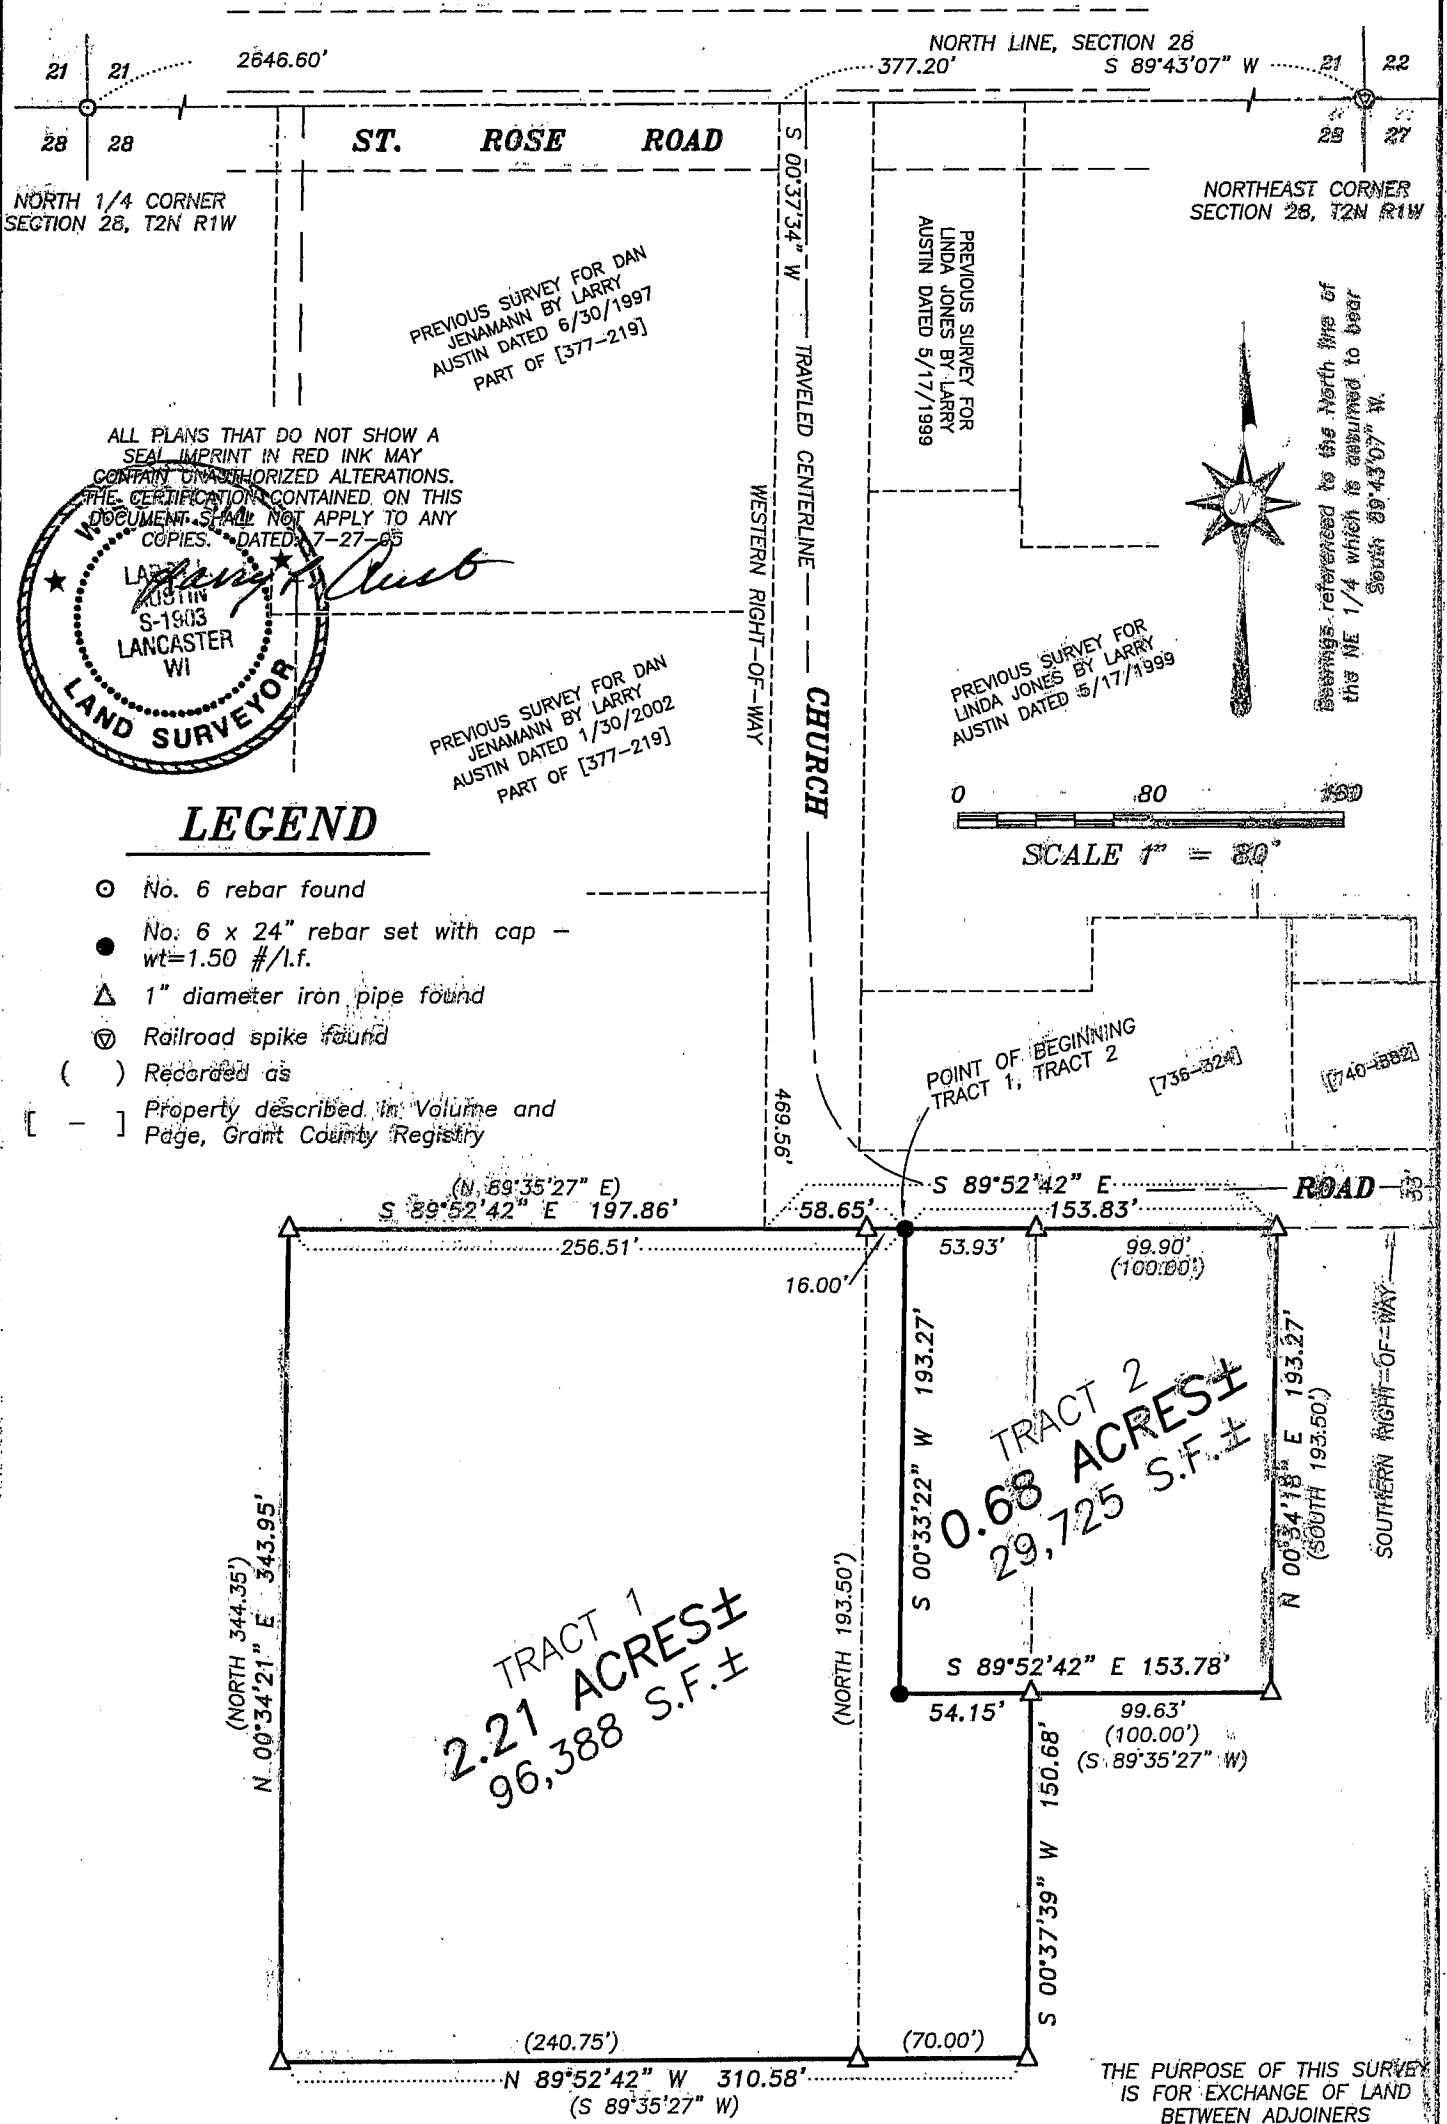 NORTH LINE, SECTION 28
2646.60'
377.20'
S 89°43'07" W
21 21
28 28
21 22
28 27
ST. ROSE ROAD
NORTH 1/4 CORNER
SECTION 28, T2N R1W
NORTHEAST CORNER
SECTION 28, T2N R1W
S 00°37'34" W
PREVIOUS SURVEY FOR DAN
JENAMANN BY LARRY
AUSTIN DATED 6/30/1997
PART OF [377-219]
PREVIOUS SURVEY FOR
LINDA JONES BY LARRY
AUSTIN DATED 5/17/1999
TRAVELED CENTERLINE
Bearings referenced to the North line of
the NE 1/4 which is assumed to bear
South 89°43'07" W.
N
ALL PLANS THAT DO NOT SHOW A
SEAL IMPRINT IN RED INK MAY
CONTAIN UNAUTHORIZED ALTERATIONS.
THE CERTIFICATION CONTAINED ON THIS
DOCUMENT SHALL NOT APPLY TO ANY
COPIES. DATED 7-27-05
AUSTIN
S-1903
LANCASTER
WI
LAND SURVEYOR
WESTERN RIGHT-OF-WAY
PREVIOUS SURVEY FOR DAN
JENAMANN BY LARRY
AUSTIN DATED 1/30/2002
PART OF [377-219]
CHURCH
PREVIOUS SURVEY FOR
LINDA JONES BY LARRY
AUSTIN DATED 5/17/1999
0 80 160
SCALE 1" = 80'
LEGEND
No. 6 rebar found
No. 6 x 24" rebar set with cap -
wt=1.50 #/l.f.
1" diameter iron pipe found
Railroad spike found
( ) Recorded as
[ - ] Property described in Volume and
Page, Grant County Registry
469.56'
POINT OF BEGINNING
TRACT 1, TRACT 2
[736-324]
[740-882]
(N 89°35'27" E)
S 89°52'42" E 197.86'
58.65'
S 89°52'42" E
153.83'
ROAD
33'
256.51'
16.00'
53.93'
99.90'
(100.00')
S 00°33'22" W 193.27'
TRACT 2
0.68 ACRES±
29,725 S.F.±
N 00°34'18" E 193.27'
(SOUTH 193.50')
SOUTHERN RIGHT-OF-WAY
(NORTH 344.35')
N 00°34'21" E 343.95'
TRACT 1
2.21 ACRES±
96,388 S.F.±
(NORTH 193.50')
S 89°52'42" E 153.78'
54.15'
99.63'
(100.00')
(S 89°35'27" W)
S 00°37'39" W 150.68'
(240.75')
(70.00')
N 89°52'42" W 310.58'
(S 89°35'27" W)
THE PURPOSE OF THIS SURVEY
IS FOR EXCHANGE OF LAND
BETWEEN ADJOINERS